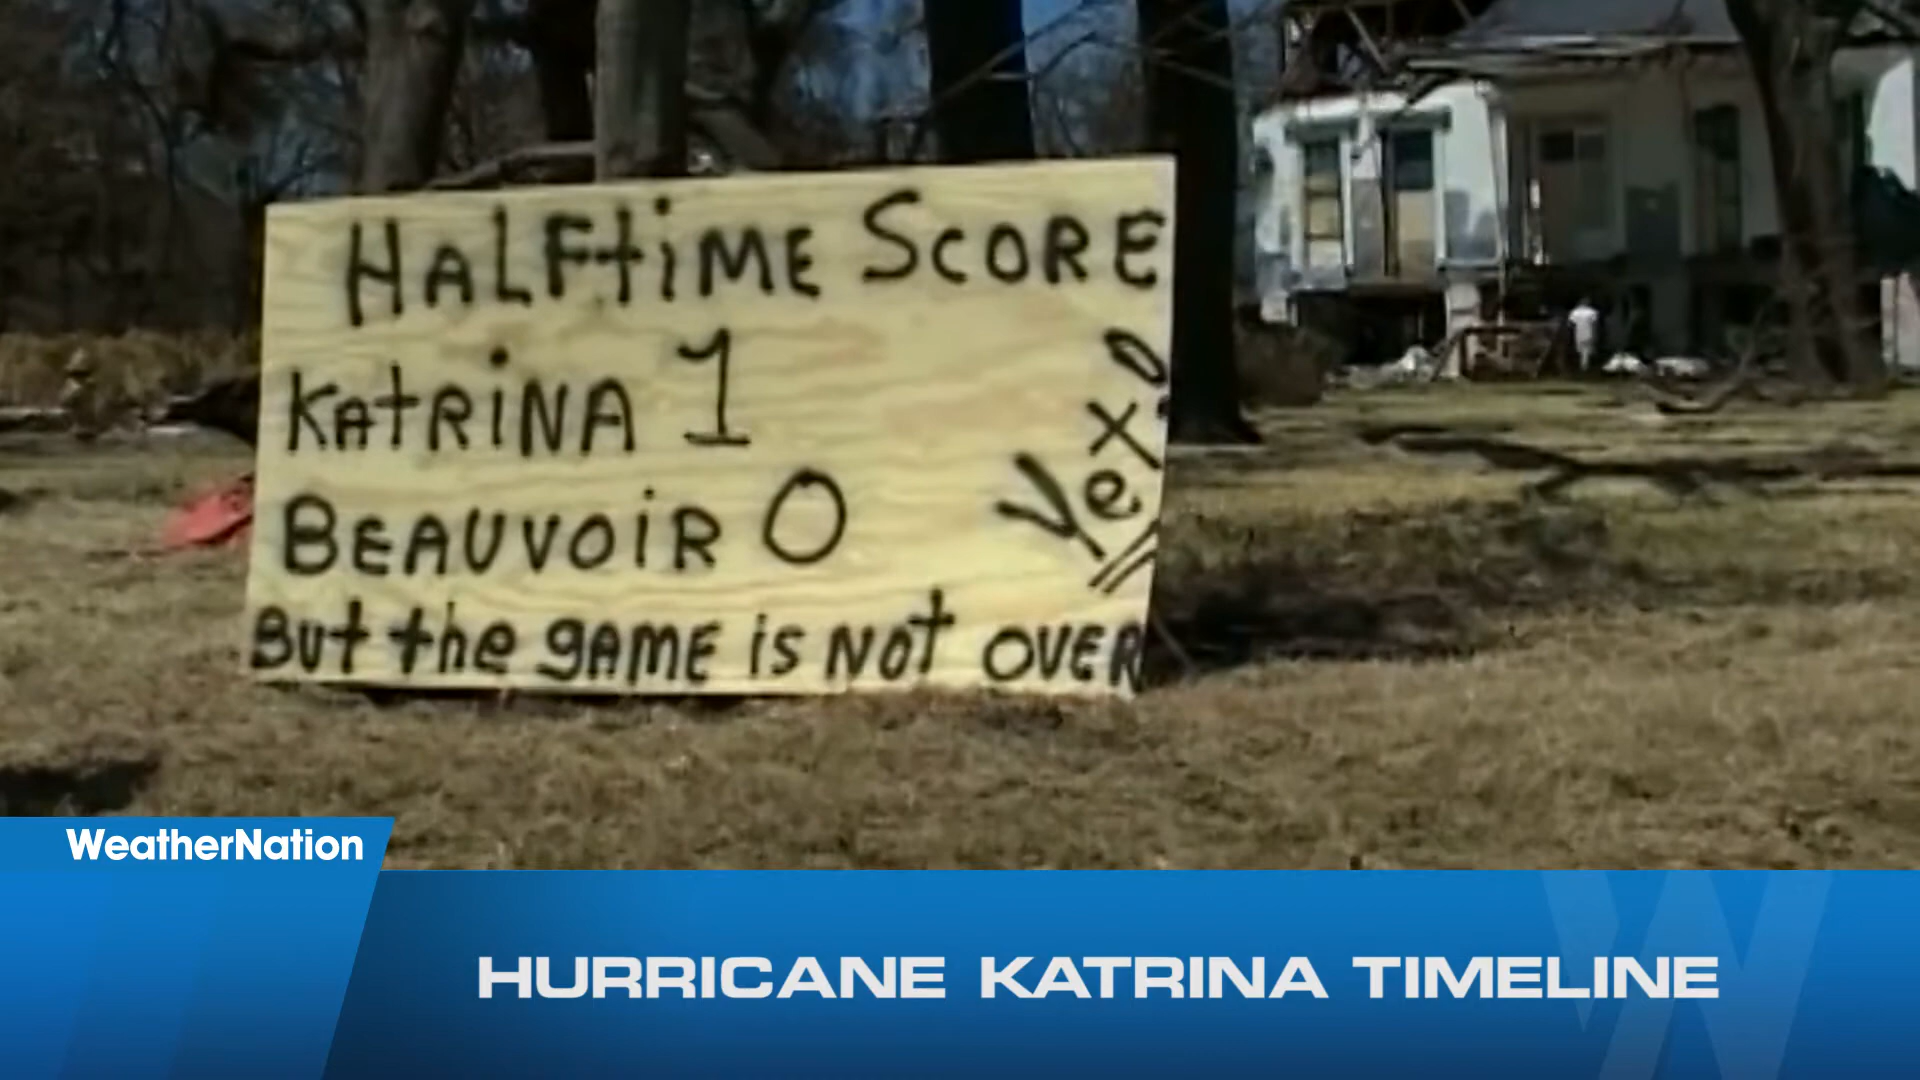 HALFtiME SCORE
KAtRiNA 1
BEAUVOiR 0
But the gAME is NOt OVER
WeatherNation
HURRICANE KATRINA TIMELINE